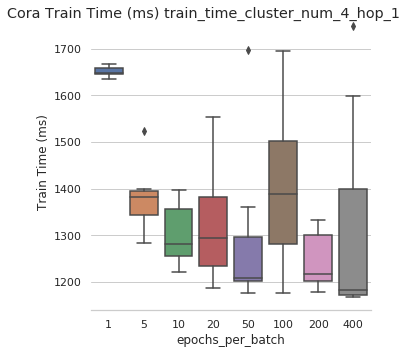 Cora Train Time (ms) train_time_cluster_num_4_hop_1
Train Time (ms)
1700
1600
1500
1400
1300
1200
1 5 10 20 50 100 200 400
epochs_per_batch